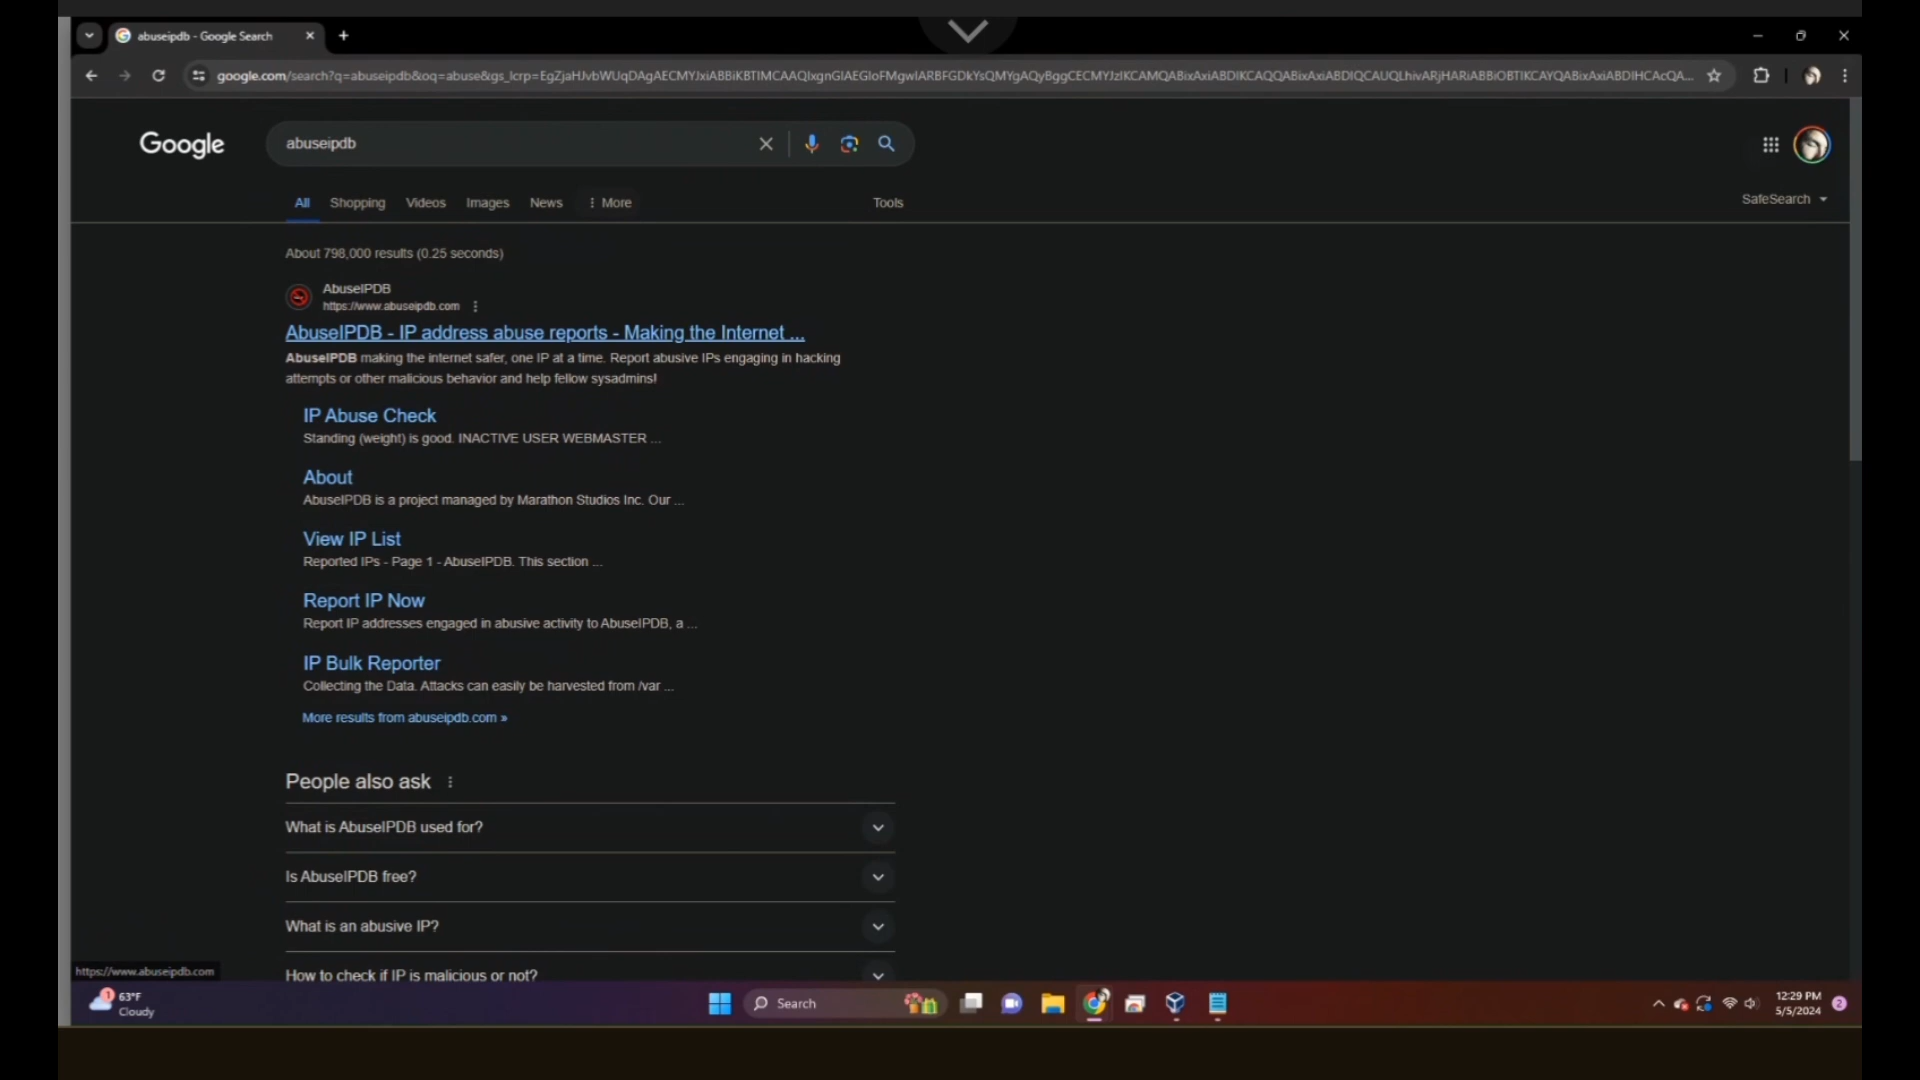 abuseipdb - Google Search
google.com/search?q=abuseipdb&oq=abuse&gs_lcrp=
Google
abuseipdb
All Shopping Videos Images News More Tools
SafeSearch
About 798,000 results (0.25 seconds)
AbuseIPDB
https://www.abuseipdb.com
AbuseIPDB - IP address abuse reports - Making the Internet ...
AbuseIPDB making the internet safer, one IP at a time. Report abusive IPs engaging in hacking
attempts or other malicious behavior and help fellow sysadmins!
IP Abuse Check
Standing (weight) is good. INACTIVE USER WEBMASTER ...
About
AbuseIPDB is a project managed by Marathon Studios Inc. Our ...
View IP List
Reported IPs - Page 1 - AbuseIPDB. This section ...
Report IP Now
Report IP addresses engaged in abusive activity to AbuseIPDB, a ...
IP Bulk Reporter
Collecting the Data. Attacks can easily be harvested from /var ...
More results from abuseipdb.com »
People also ask
What is AbuseIPDB used for?
Is AbuseIPDB free?
What is an abusive IP?
How to check if IP is malicious or not?
https://www.abuseipdb.com
1
63°F
Cloudy
Search
12:29 PM
5/5/2024
2